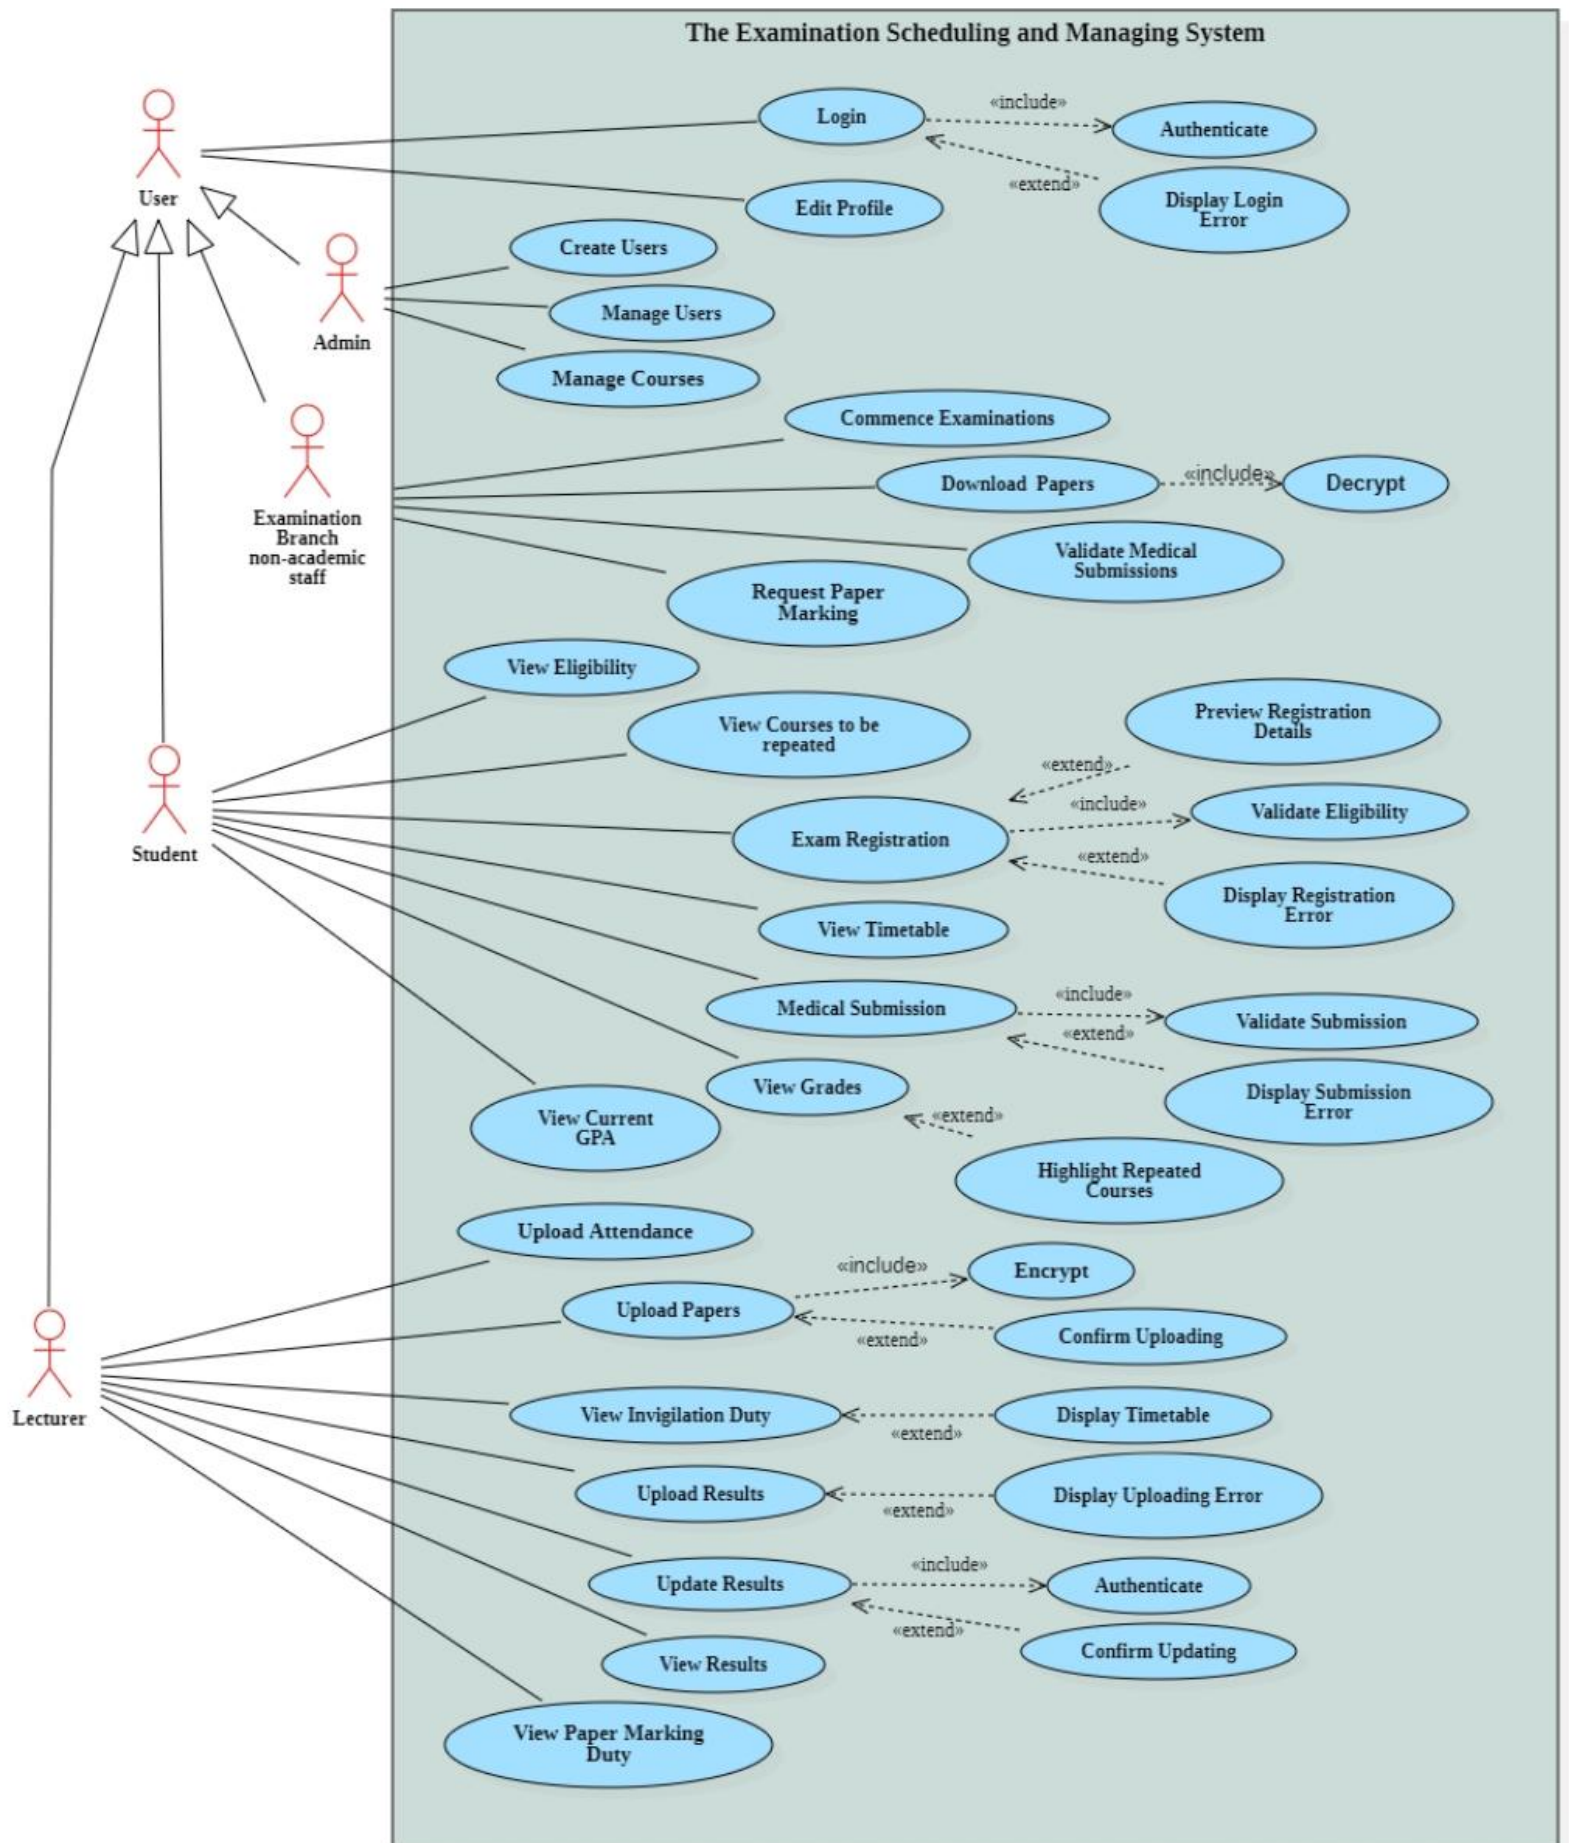 The Examination Scheduling and Managing System
Login
«include»
Authenticate
«extend»
Display Login
Error
User
Edit Profile
Create Users
Manage Users
Admin
Manage Courses
Commence Examinations
Download Papers
«include»
Decrypt
Examination
Branch
non-academic
staff
Validate Medical
Submissions
Request Paper
Marking
View Eligibility
View Courses to be
repeated
Preview Registration
Details
«extend»
«include»
Validate Eligibility
Exam Registration
«extend»
Student
Display Registration
Error
View Timetable
«include»
Medical Submission
Validate Submission
«extend»
View Grades
Display Submission
Error
«extend»
View Current
GPA
Highlight Repeated
Courses
Upload Attendance
«include»
Encrypt
Upload Papers
«extend»
Confirm Uploading
Lecturer
View Invigilation Duty
«extend»
Display Timetable
Upload Results
«extend»
Display Uploading Error
«include»
Update Results
Authenticate
«extend»
Confirm Updating
View Results
View Paper Marking
Duty